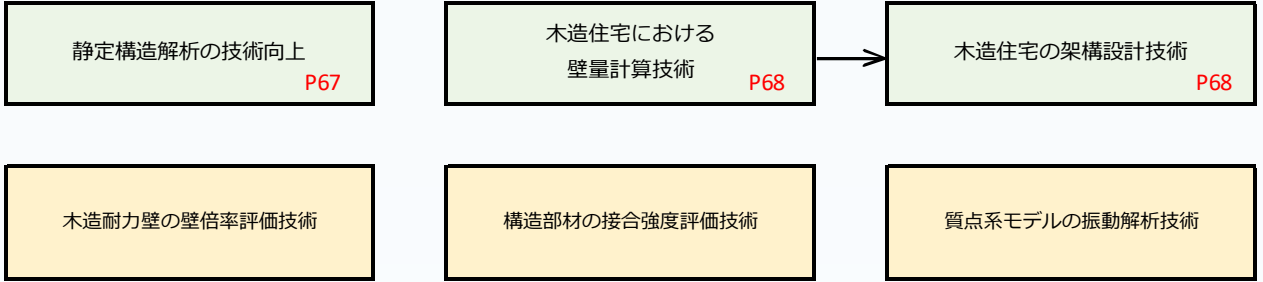 静定構造解析の技術向上
P67
木造住宅における
壁量計算技術
P68
木造住宅の架構設計技術
P68
木造耐力壁の壁倍率評価技術
構造部材の接合強度評価技術
質点系モデルの振動解析技術